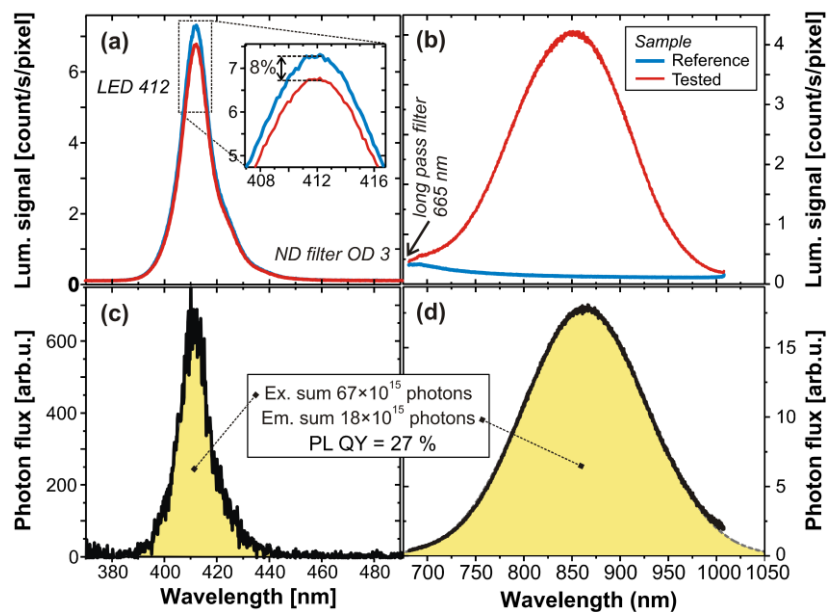 (a)
LED 412
ND filter OD 3
8%
7
6
5
408 412 416
Lum. signal [count/s/pixel]
6
4
2
0
(b)
Sample
Reference
Tested
long pass filter
665 nm
Lum. signal [count/s/pixel]
4
3
2
1
0
(c)
Photon flux [arb.u.]
600
400
200
0
380 400 420 440 460 480
Wavelength [nm]
Ex. sum 67×10¹⁵ photons
Em. sum 18×10¹⁵ photons
PL QY = 27 %
(d)
Photon flux [arb.u.]
15
10
5
0
700 750 800 850 900 950 1000 1050
Wavelength (nm)